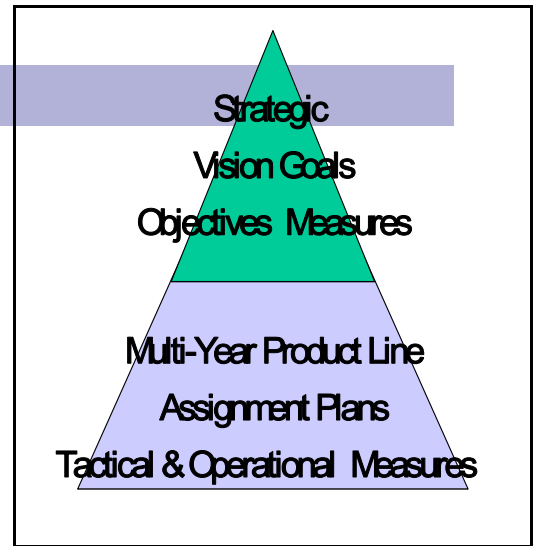 Strategic
Vision Goals
Objectives Measures
Multi-Year Product Line
Assignment Plans
Tactical & Operational Measures